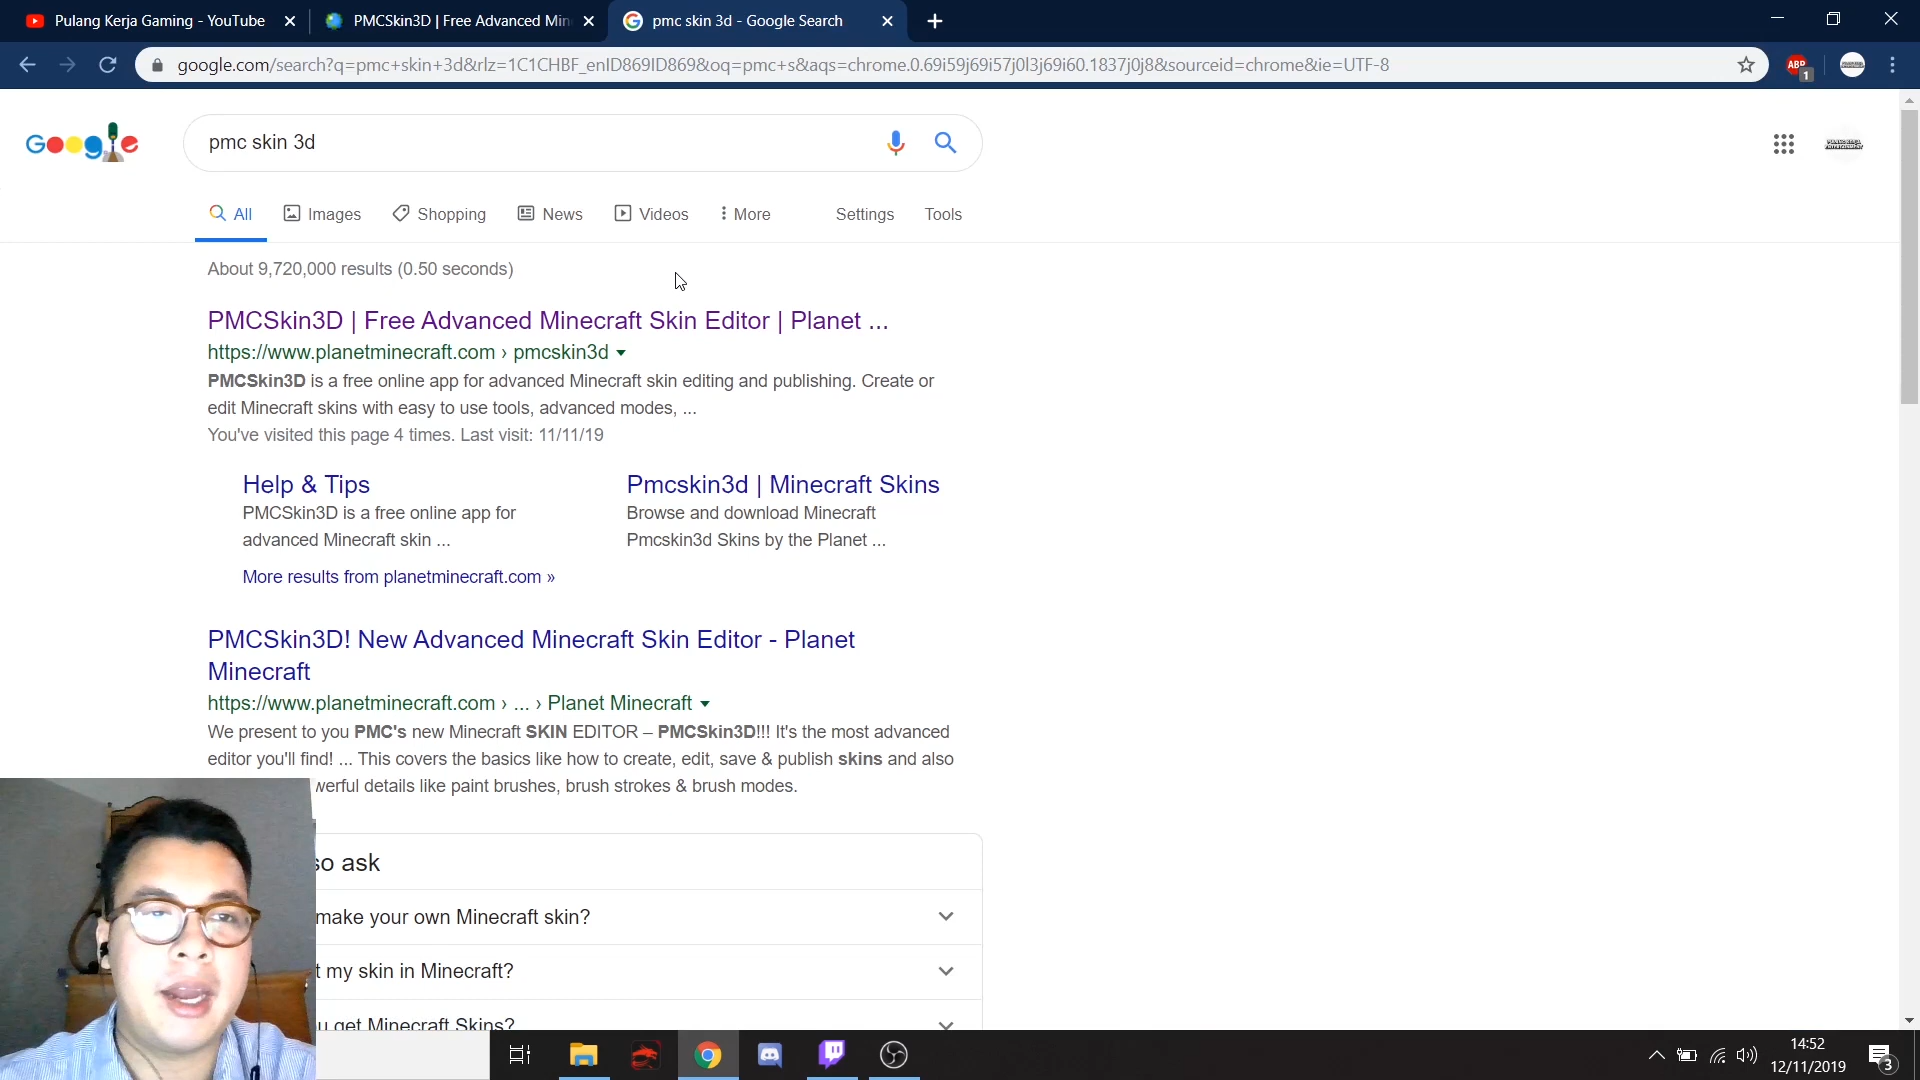 Pulang Kerja Gaming - YouTube
PMCSkin3D | Free Advanced Min
pmc skin 3d - Google Search
google.com/search?q=pmc+skin+3d&rlz=1C1CHBF_enID869ID869&oq=pmc+s&aqs=chrome.0.69i59j69i57j0l3j69i60.1837j0j8&sourceid=chrome&ie=UTF-8
ABP
1
Google
pmc skin 3d
All
Images
Shopping
News
Videos
More
Settings
Tools
About 9,720,000 results (0.50 seconds)
PMCSkin3D | Free Advanced Minecraft Skin Editor | Planet ...
https://www.planetminecraft.com › pmcskin3d
PMCSkin3D is a free online app for advanced Minecraft skin editing and publishing. Create or
edit Minecraft skins with easy to use tools, advanced modes, ...
You've visited this page 4 times. Last visit: 11/11/19
Help & Tips
PMCSkin3D is a free online app for
advanced Minecraft skin ...
Pmcskin3d | Minecraft Skins
Browse and download Minecraft
Pmcskin3d Skins by the Planet ...
More results from planetminecraft.com »
PMCSkin3D! New Advanced Minecraft Skin Editor - Planet
Minecraft
https://www.planetminecraft.com › ... › Planet Minecraft
We present to you PMC's new Minecraft SKIN EDITOR – PMCSkin3D!!! It's the most advanced
editor you'll find! ... This covers the basics like how to create, edit, save & publish skins and also
werful details like paint brushes, brush strokes & brush modes.
so ask
make your own Minecraft skin?
t my skin in Minecraft?
u get Minecraft Skins?
14:52
12/11/2019
3